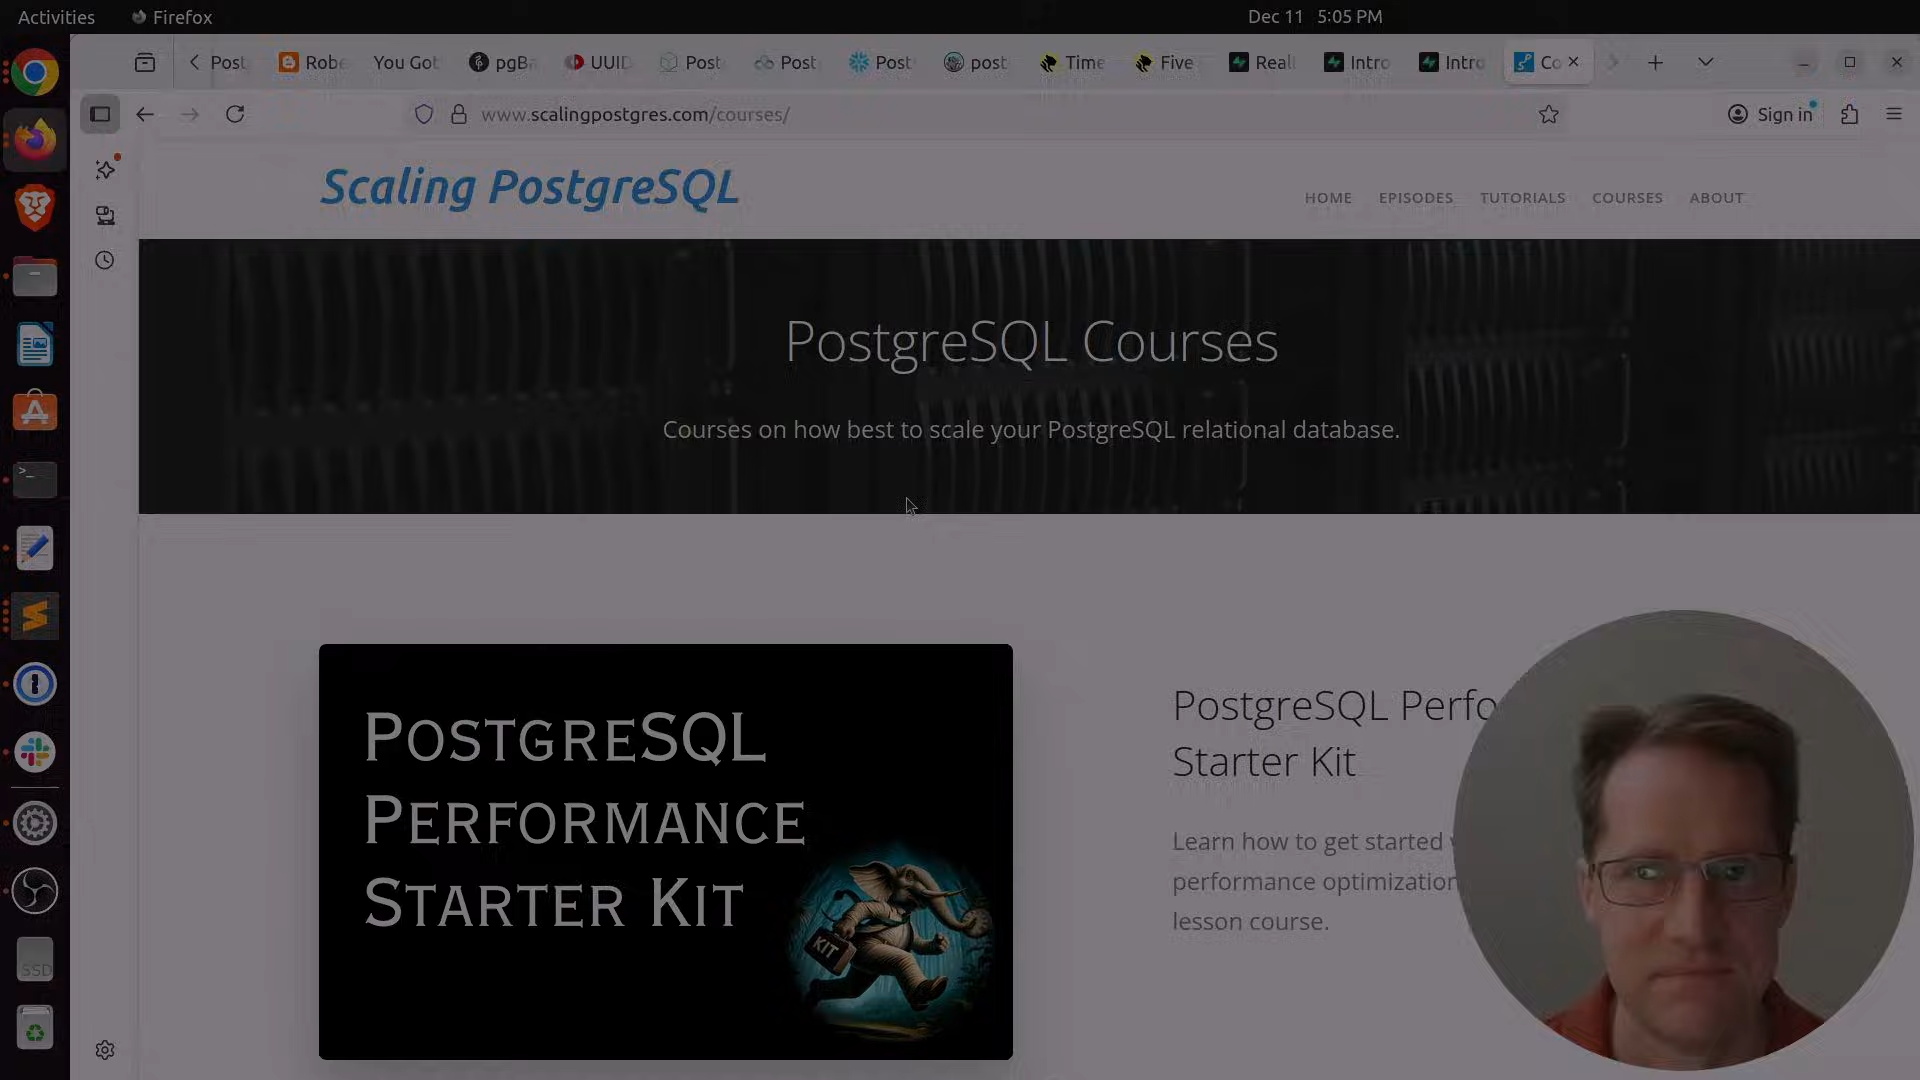 Activities
Firefox
Dec 11 5:05 PM
Post
Robe
You Got
pgBa
UUID
Post
Post
Post
post
Time
Five
Reali
Intro
Intro
Co
www.scalingpostgres.com/courses/
Sign in
Scaling PostgreSQL
HOME
EPISODES
TUTORIALS
COURSES
ABOUT
PostgreSQL Courses
Courses on how best to scale your PostgreSQL relational database.
POSTGRESQL
PERFORMANCE
STARTER KIT
KIT
PostgreSQL Perfo
Starter Kit
Learn how to get started
performance optimization
lesson course.
SSD